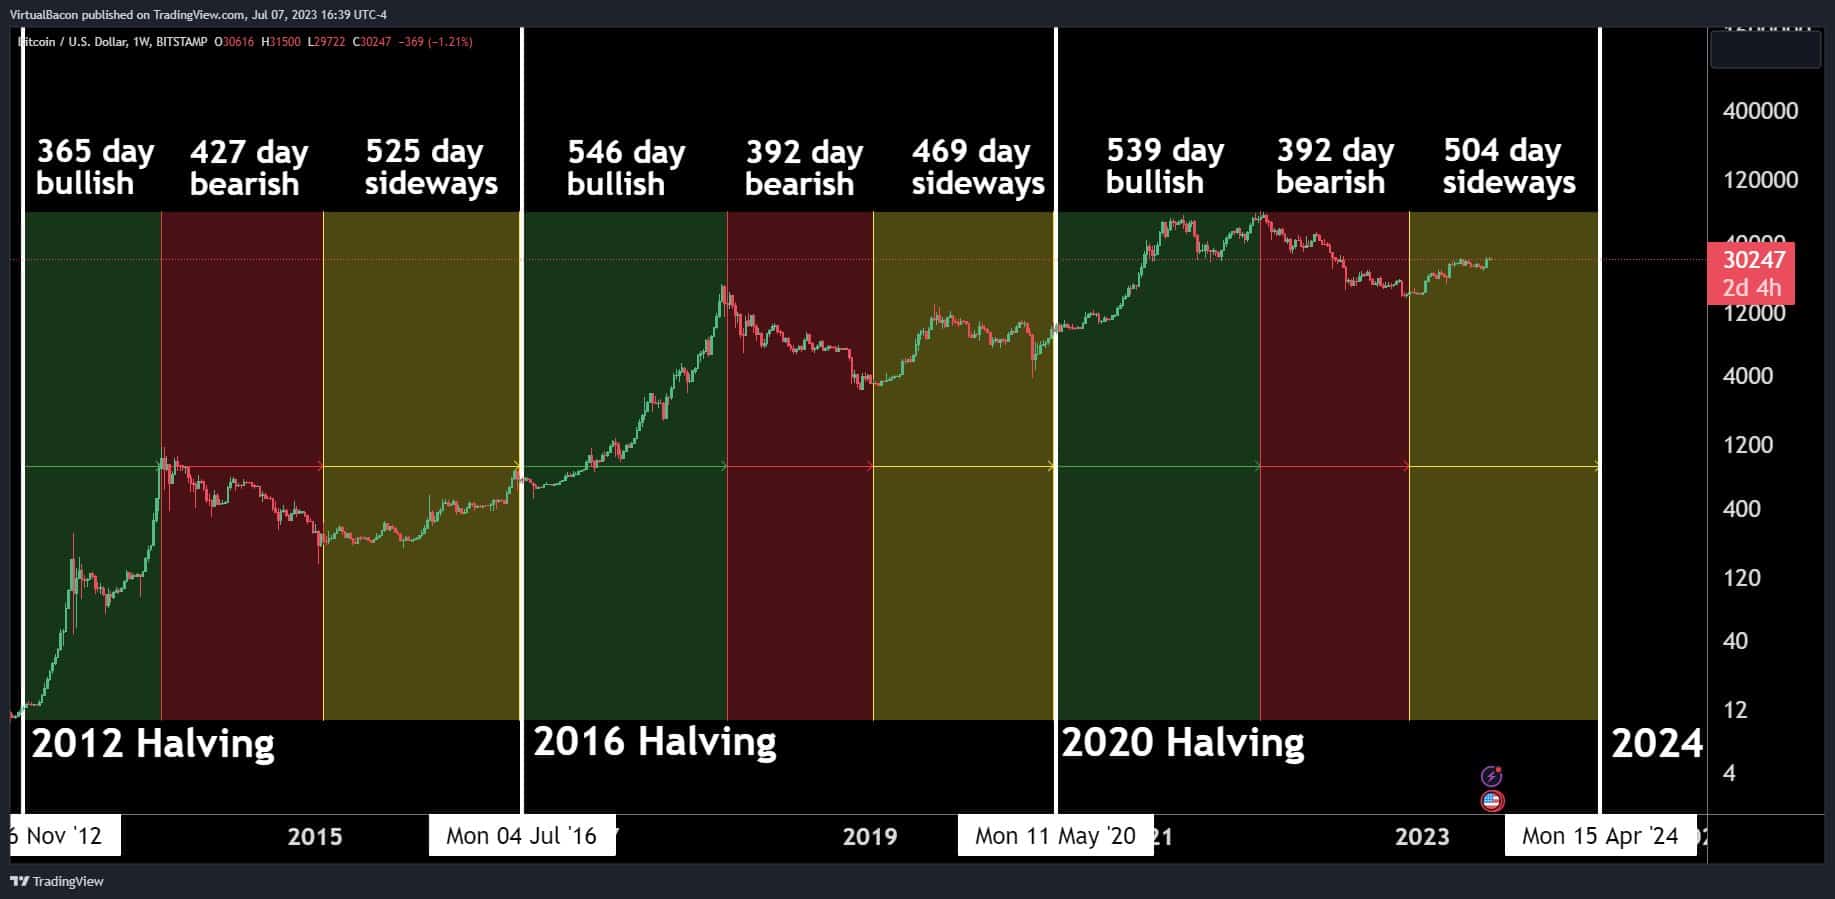 VirtualBacon published on TradingView.com, Jul 07, 2023 16:39 UTC-4
itcoin / U.S. Dollar, 1W, BITSTAMP O30616 H31500 L29722 C30247 −369 (−1.21%)
365 day
bullish
427 day
bearish
525 day
sideways
546 day
bullish
392 day
bearish
469 day
sideways
539 day
bullish
392 day
bearish
504 day
sideways
400000
120000
40000
30247
2d 4h
12000
4000
1200
400
120
40
12
4
2012 Halving
2016 Halving
2020 Halving
2024
6 Nov '12
2015
Mon 04 Jul '16
2019
Mon 11 May '20
21
2023
Mon 15 Apr '24
TradingView